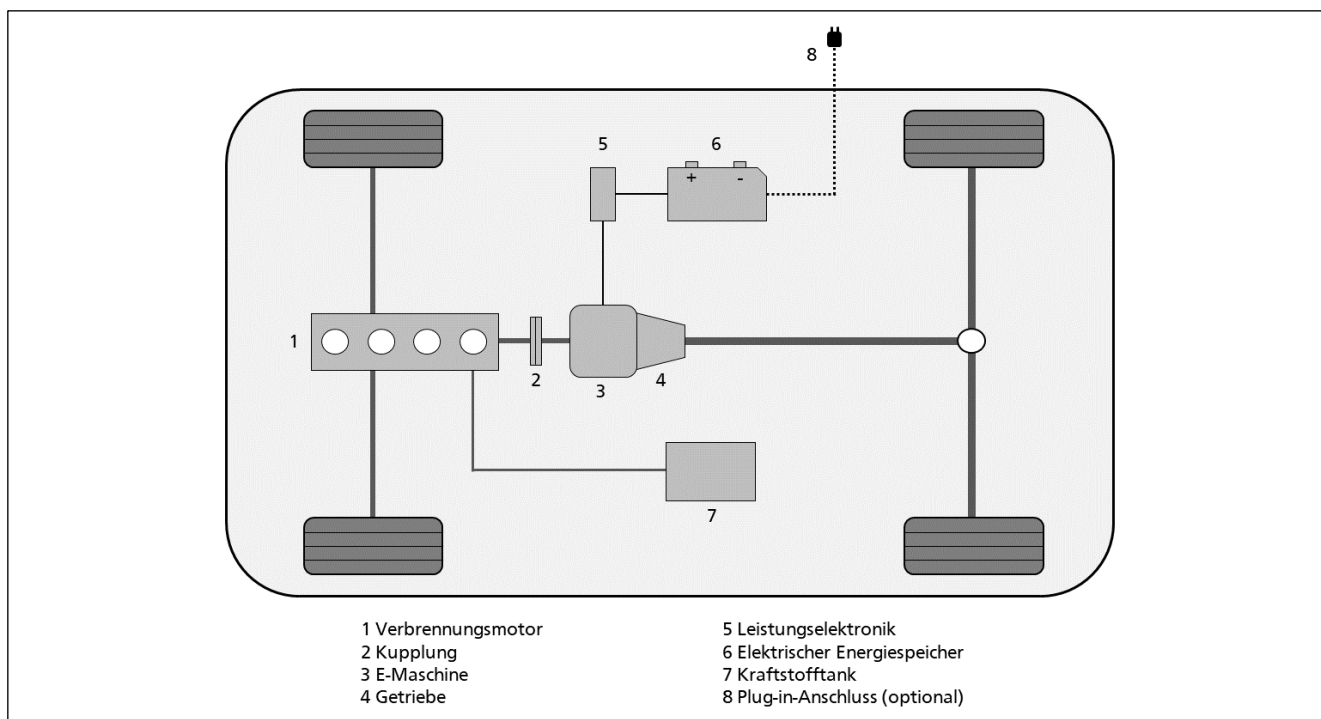 8
5
6
+ -
1
2
3
4
7
1 Verbrennungsmotor
2 Kupplung
3 E-Maschine
4 Getriebe
5 Leistungselektronik
6 Elektrischer Energiespeicher
7 Kraftstofftank
8 Plug-in-Anschluss (optional)